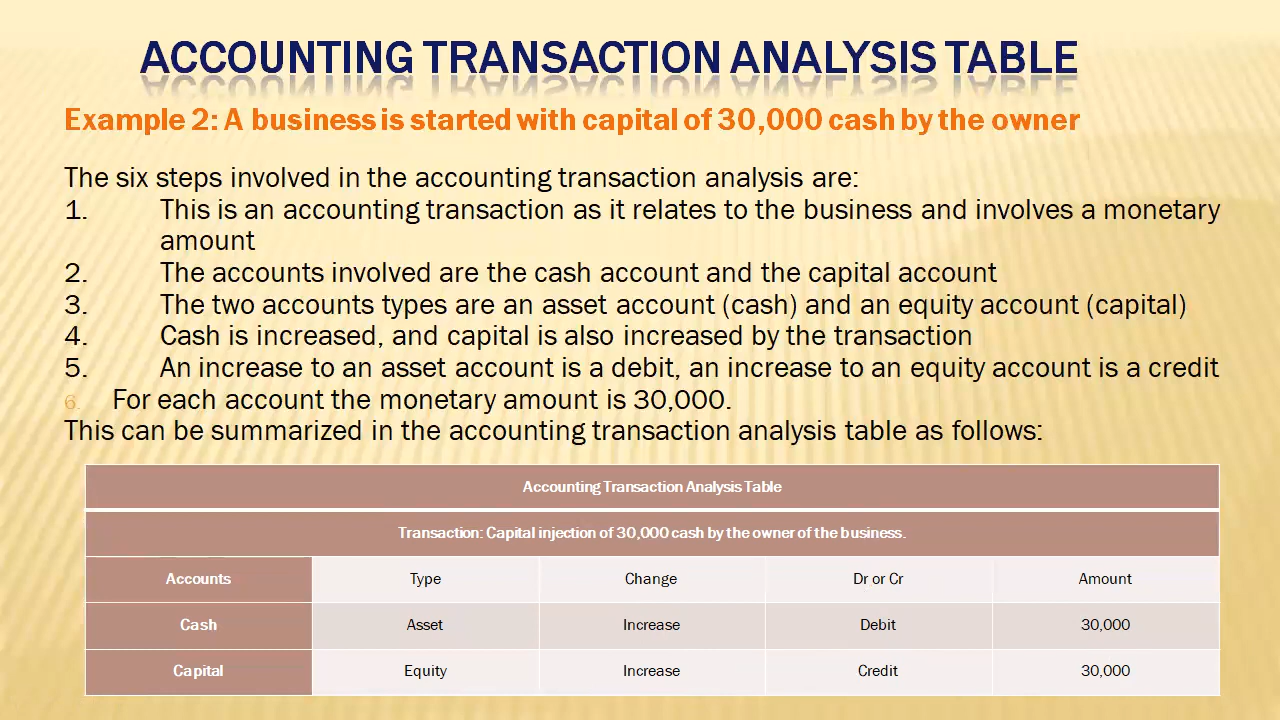 ACCOUNTING TRANSACTION ANALYSIS TABLE
Example 2: A business is started with capital of 30,000 cash by the owner
The six steps involved in the accounting transaction analysis are:
1. This is an accounting transaction as it relates to the business and involves a monetary
amount
2. The accounts involved are the cash account and the capital account
3. The two accounts types are an asset account (cash) and an equity account (capital)
4. Cash is increased, and capital is also increased by the transaction
5. An increase to an asset account is a debit, an increase to an equity account is a credit
6. For each account the monetary amount is 30,000.
This can be summarized in the accounting transaction analysis table as follows:
Accounting Transaction Analysis Table
Transaction: Capital injection of 30,000 cash by the owner of the business.
Accounts Type Change Dr or Cr Amount
Cash Asset Increase Debit 30,000
Capital Equity Increase Credit 30,000